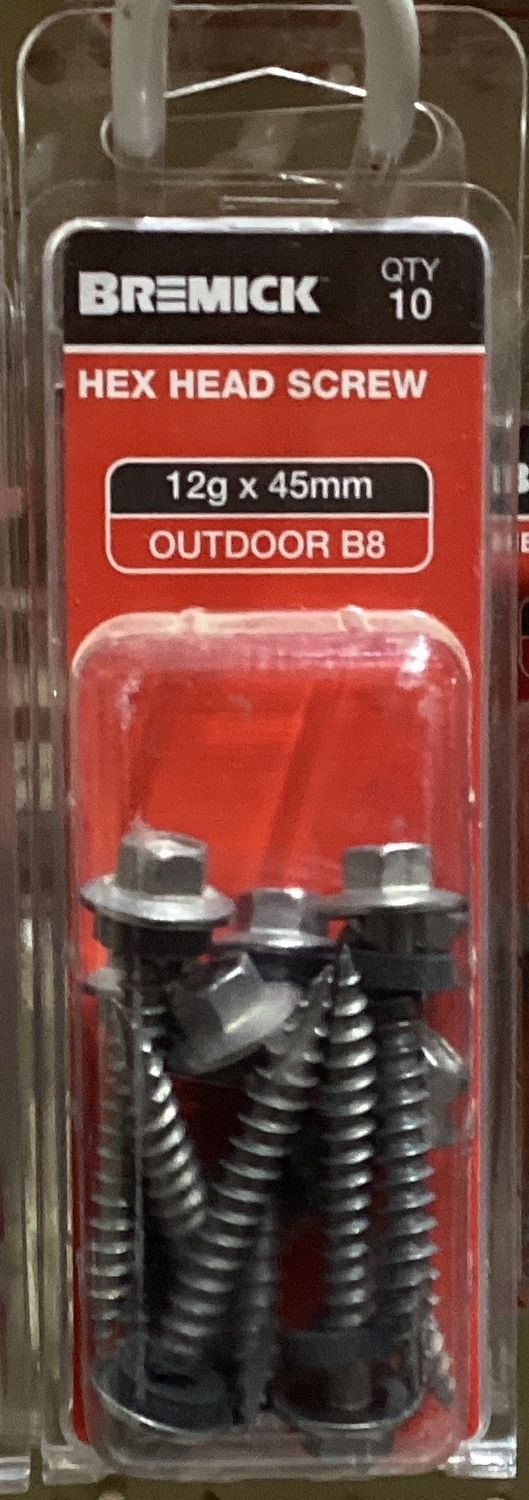 BREMICK
QTY
10
HEX HEAD SCREW
12g x 45mm
OUTDOOR B8